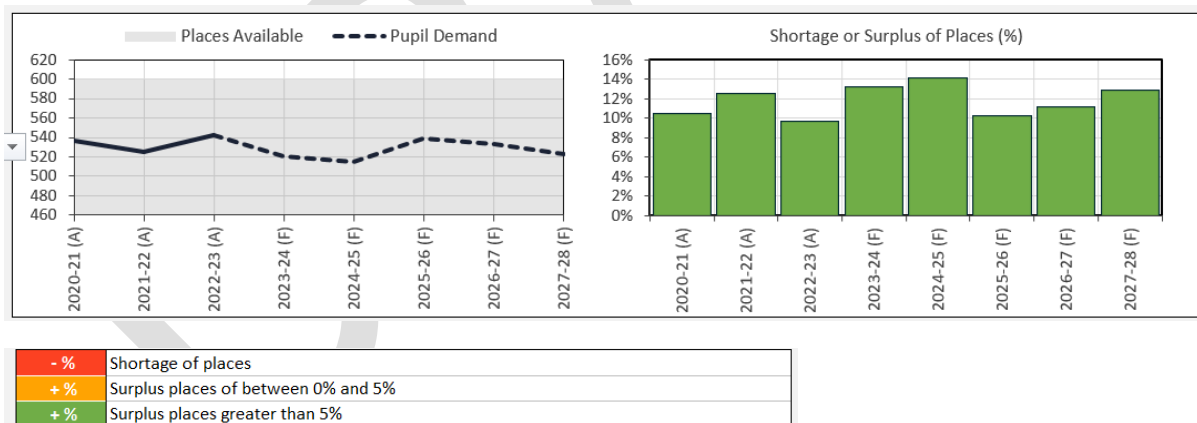 Places Available Pupil Demand
620
600
580
560
540
520
500
480
460
2020-21 (A)
2021-22 (A)
2022-23 (A)
2023-24 (F)
2024-25 (F)
2025-26 (F)
2026-27 (F)
2027-28 (F)
Shortage or Surplus of Places (%)
16%
14%
12%
10%
8%
6%
4%
2%
0%
2020-21 (A)
2021-22 (A)
2022-23 (A)
2023-24 (F)
2024-25 (F)
2025-26 (F)
2026-27 (F)
2027-28 (F)
- % Shortage of places
+ % Surplus places of between 0% and 5%
+ % Surplus places greater than 5%